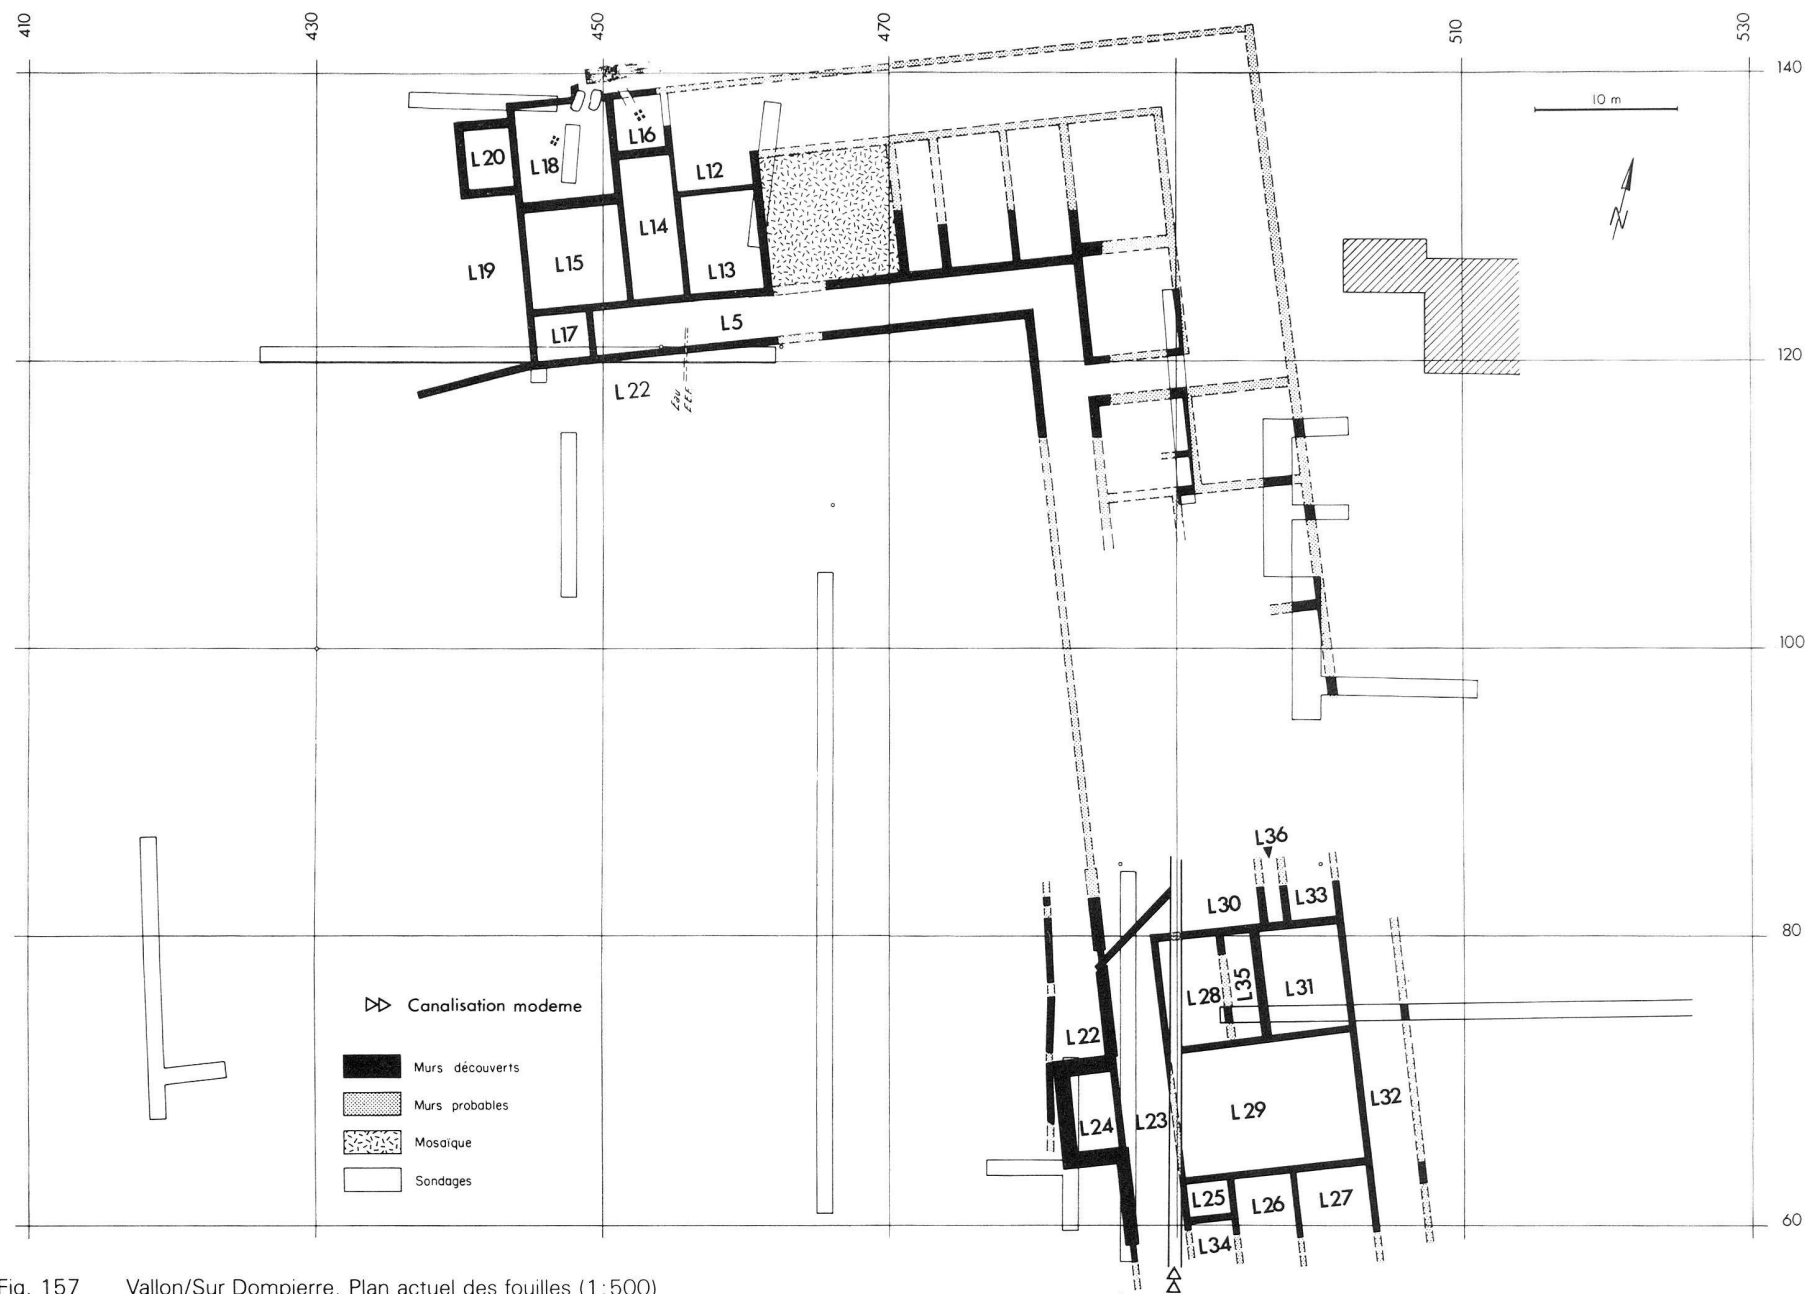 410
430
450
470
510
530
140
120
100
80
60
10 m
N
L20
L18
L16
L12
L14
L19
L15
L13
L17
L5
L22
Eau
EEF
L36
L30
L33
L28
L35
L31
L22
L24
L23
L29
L32
L25
L26
L27
L34
Canalisation moderne
Murs découverts
Murs probables
Mosaïque
Sondages
Fig. 157 Vallon/Sur Dompierre. Plan actuel des fouilles (1:500)